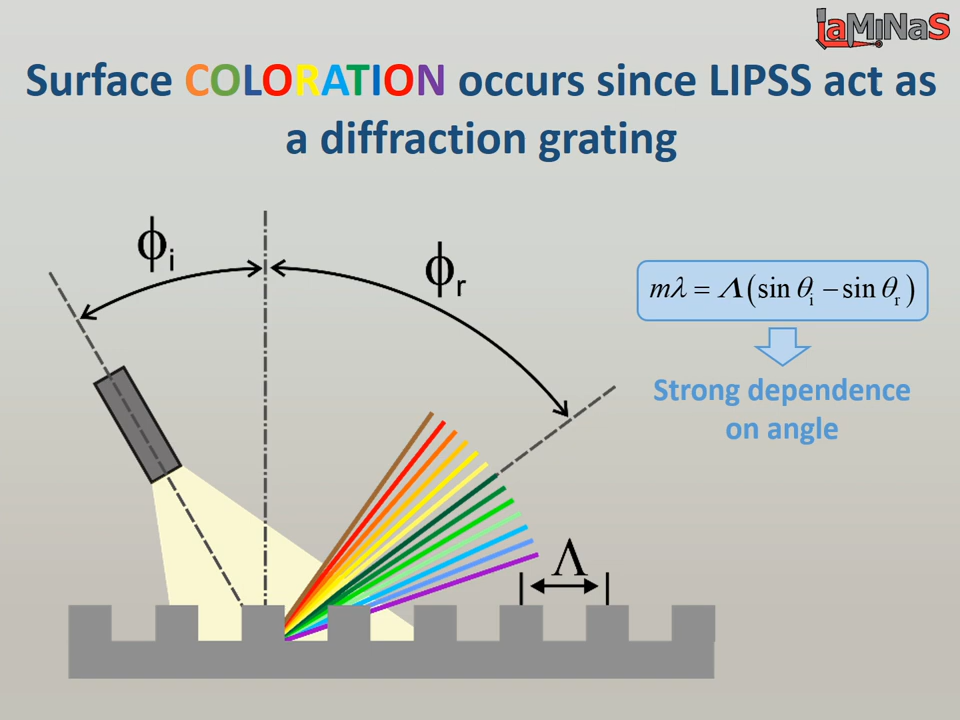 laMiNaS
Surface COLORATION occurs since LIPSS act as
a diffraction grating
ϕi
ϕr
mλ = Λ(sin θi − sin θr)
Strong dependence
on angle
Λ